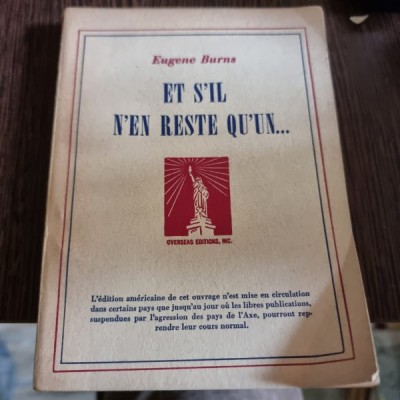 Eugene Burns
ET S'IL
N'EN RESTE QU'UN...
OVERSEAS EDITIONS, INC.
L'édition américaine de cet ouvrage n'est mise en circulation
dans certains pays que jusqu'au jour où les libres publications,
suspendues par l'agression des pays de l'Axe, pourront rep-
rendre leur cours normal.